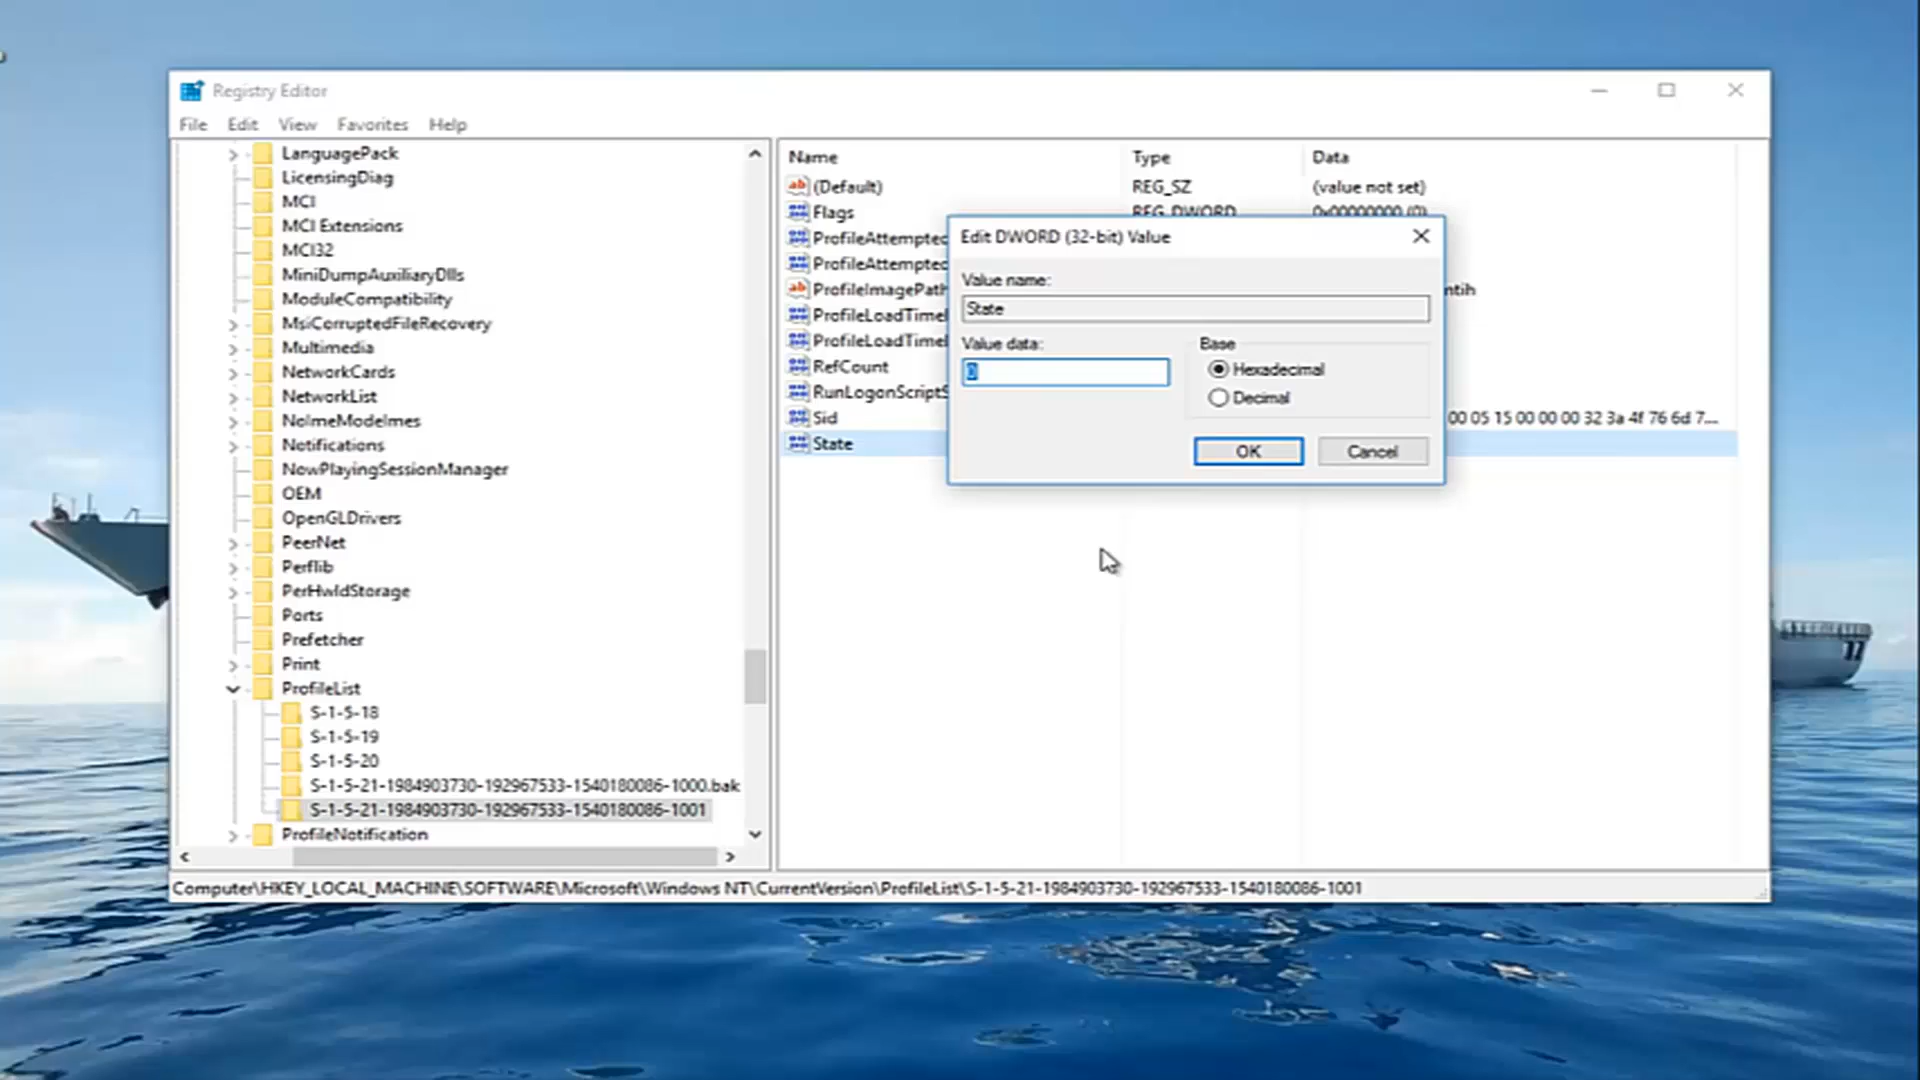 Registry Editor
File Edit View Favorites Help
LanguagePack
LicensingDiag
MCI
MCI Extensions
MCI32
MiniDumpAuxiliaryDlls
ModuleCompatibility
MsiCorruptedFileRecovery
Multimedia
NetworkCards
NetworkList
NoImeModeImes
Notifications
NowPlayingSessionManager
OEM
OpenGLDrivers
PeerNet
Perflib
PerHwIdStorage
Ports
Prefetcher
Print
ProfileList
S-1-5-18
S-1-5-19
S-1-5-20
S-1-5-21-1984903730-192967533-1540180086-1000.bak
S-1-5-21-1984903730-192967533-1540180086-1001
ProfileNotification
Name Type Data
(Default) REG_SZ (value not set)
Flags REG_DWORD 0x00000000 (0)
ProfileAttempted
ProfileAttempted
ProfileImagePath ntih
ProfileLoadTimeL
ProfileLoadTimeL
RefCount
RunLogonScriptS
Sid 00 05 15 00 00 00 32 3a 4f 76 6d 7....
State
Edit DWORD (32-bit) Value
Value name:
State
Value data:
0
Base
Hexadecimal
Decimal
OK Cancel
Computer\HKEY_LOCAL_MACHINE\SOFTWARE\Microsoft\Windows NT\CurrentVersion\ProfileList\S-1-5-21-1984903730-192967533-1540180086-1001